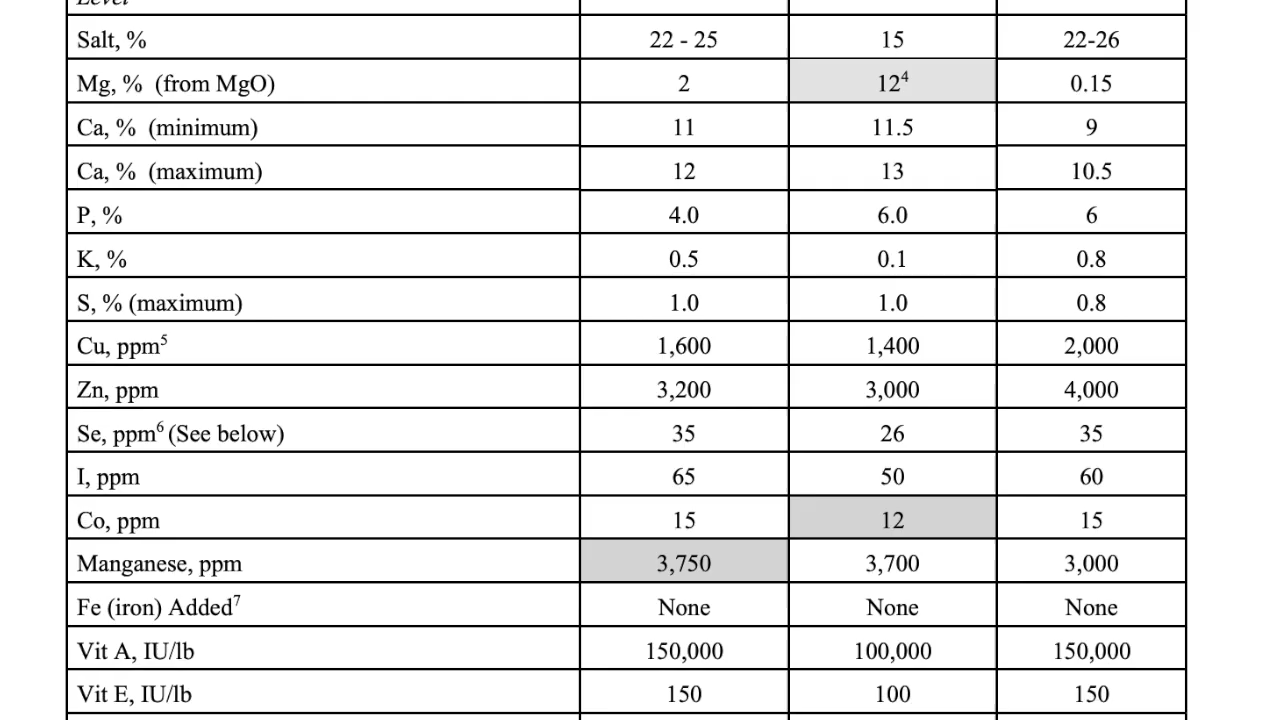 Level
Salt, % 22 - 25 15 22-26
Mg, % (from MgO) 2 12⁴ 0.15
Ca, % (minimum) 11 11.5 9
Ca, % (maximum) 12 13 10.5
P, % 4.0 6.0 6
K, % 0.5 0.1 0.8
S, % (maximum) 1.0 1.0 0.8
Cu, ppm⁵ 1,600 1,400 2,000
Zn, ppm 3,200 3,000 4,000
Se, ppm⁶ (See below) 35 26 35
I, ppm 65 50 60
Co, ppm 15 12 15
Manganese, ppm 3,750 3,700 3,000
Fe (iron) Added⁷ None None None
Vit A, IU/lb 150,000 100,000 150,000
Vit E, IU/lb 150 100 150